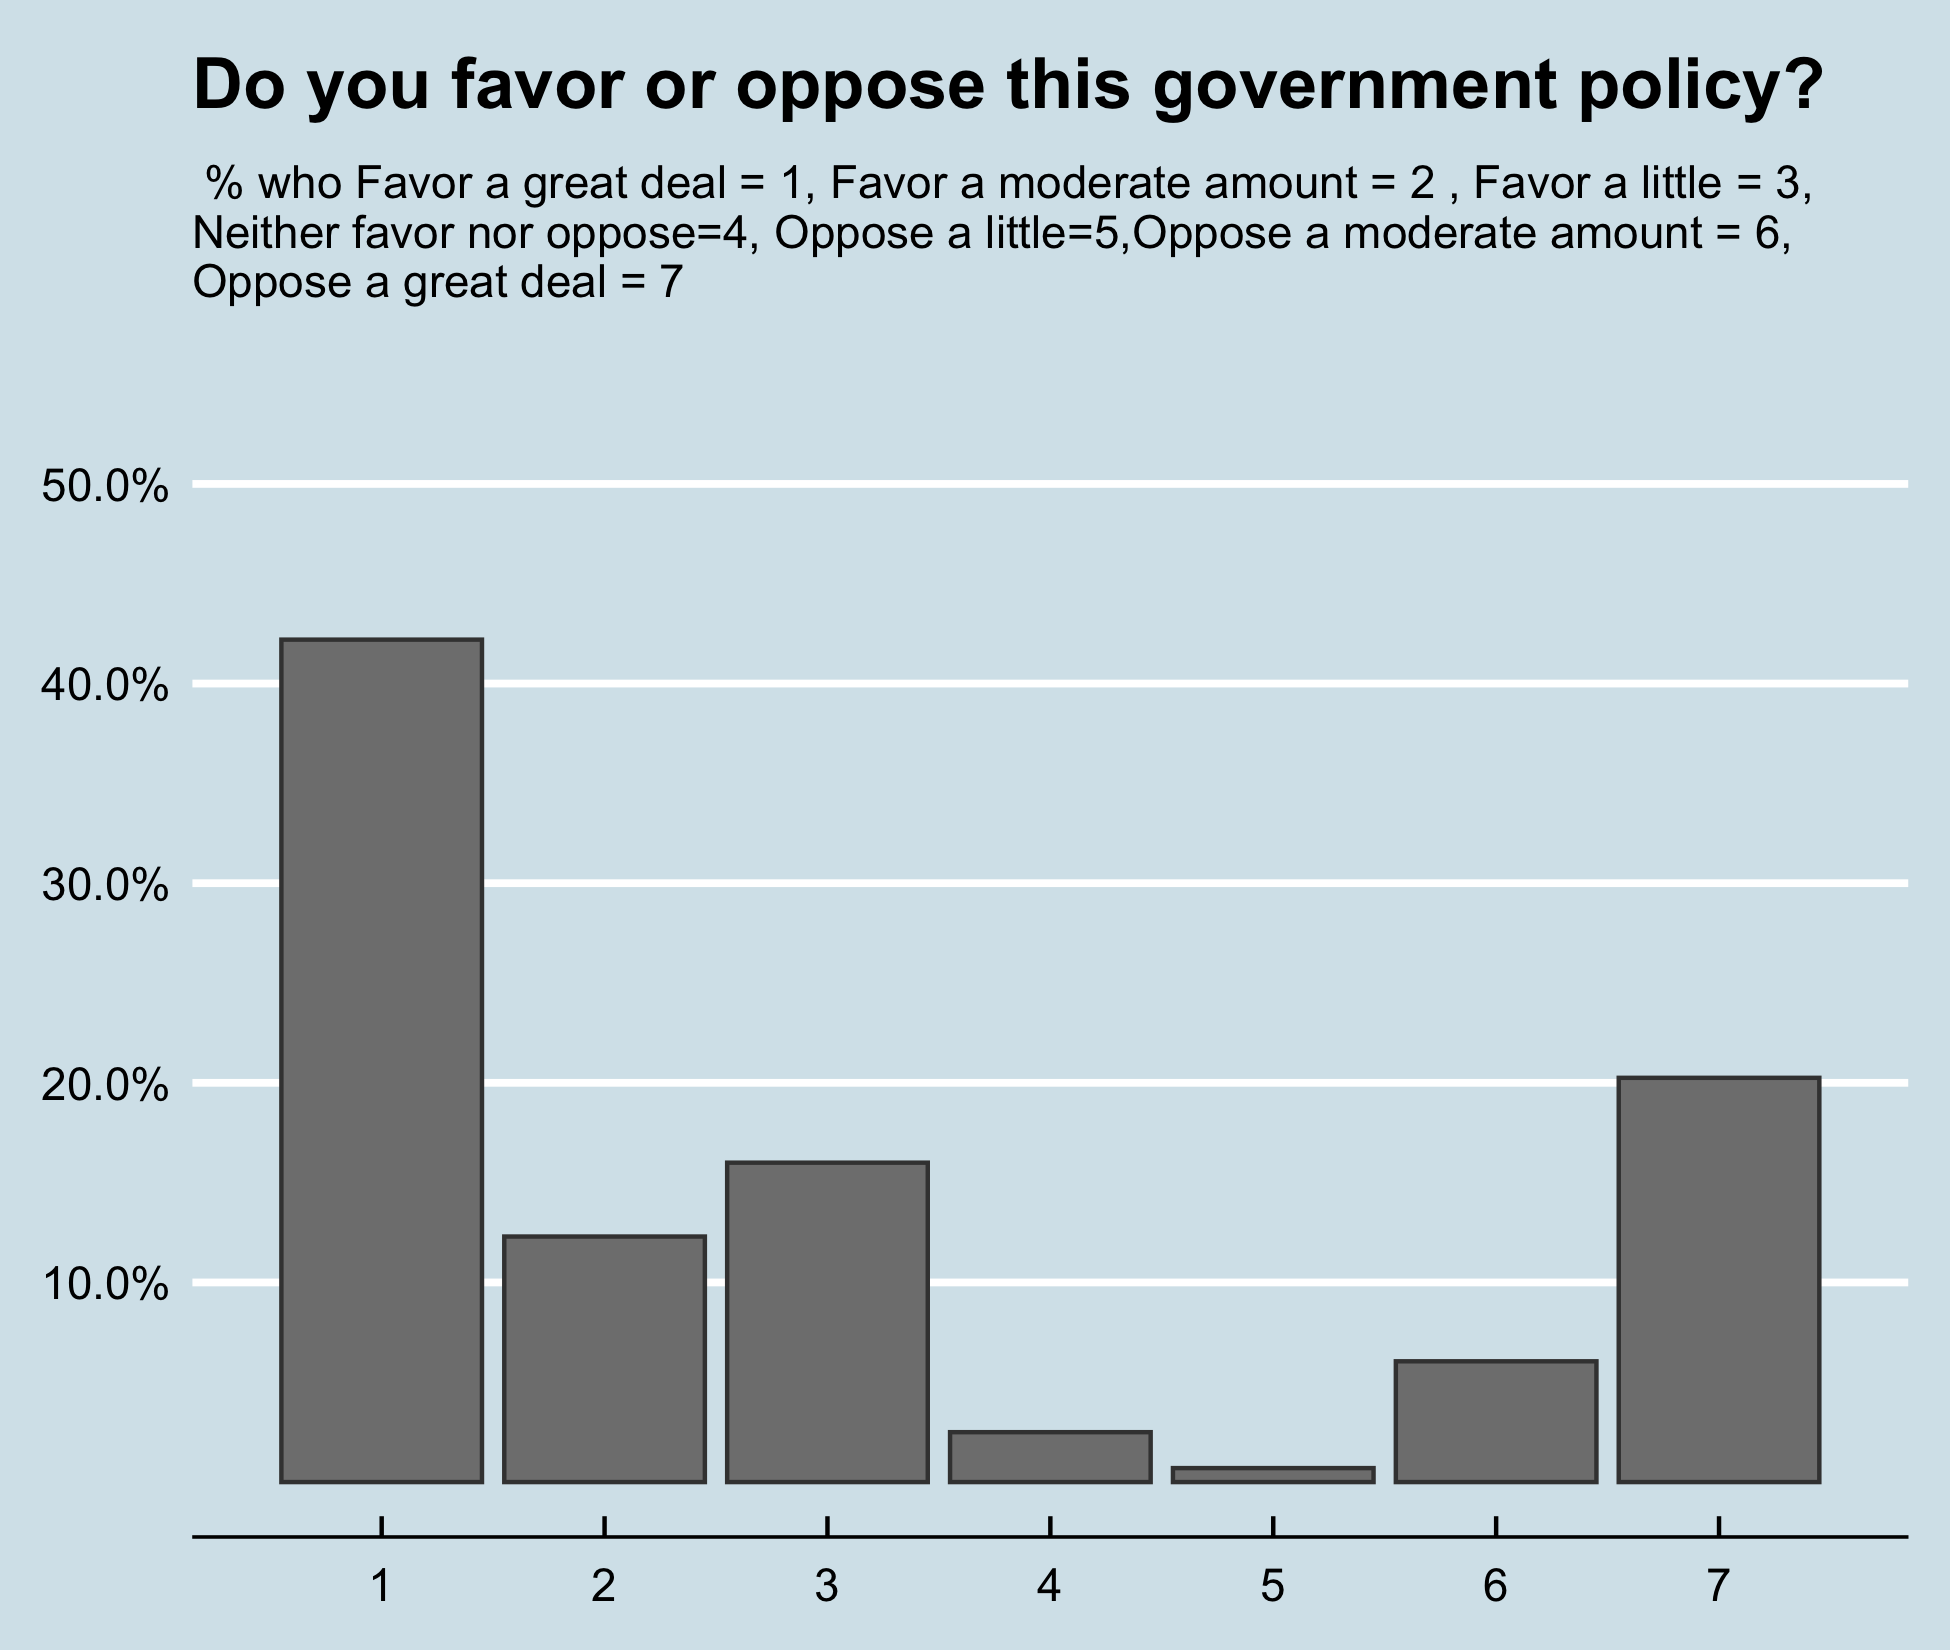 Do you favor or oppose this government policy?
% who Favor a great deal = 1, Favor a moderate amount = 2 , Favor a little = 3,
Neither favor nor oppose=4, Oppose a little=5,Oppose a moderate amount = 6,
Oppose a great deal = 7
50.0%
40.0%
30.0%
20.0%
10.0%
1 2 3 4 5 6 7